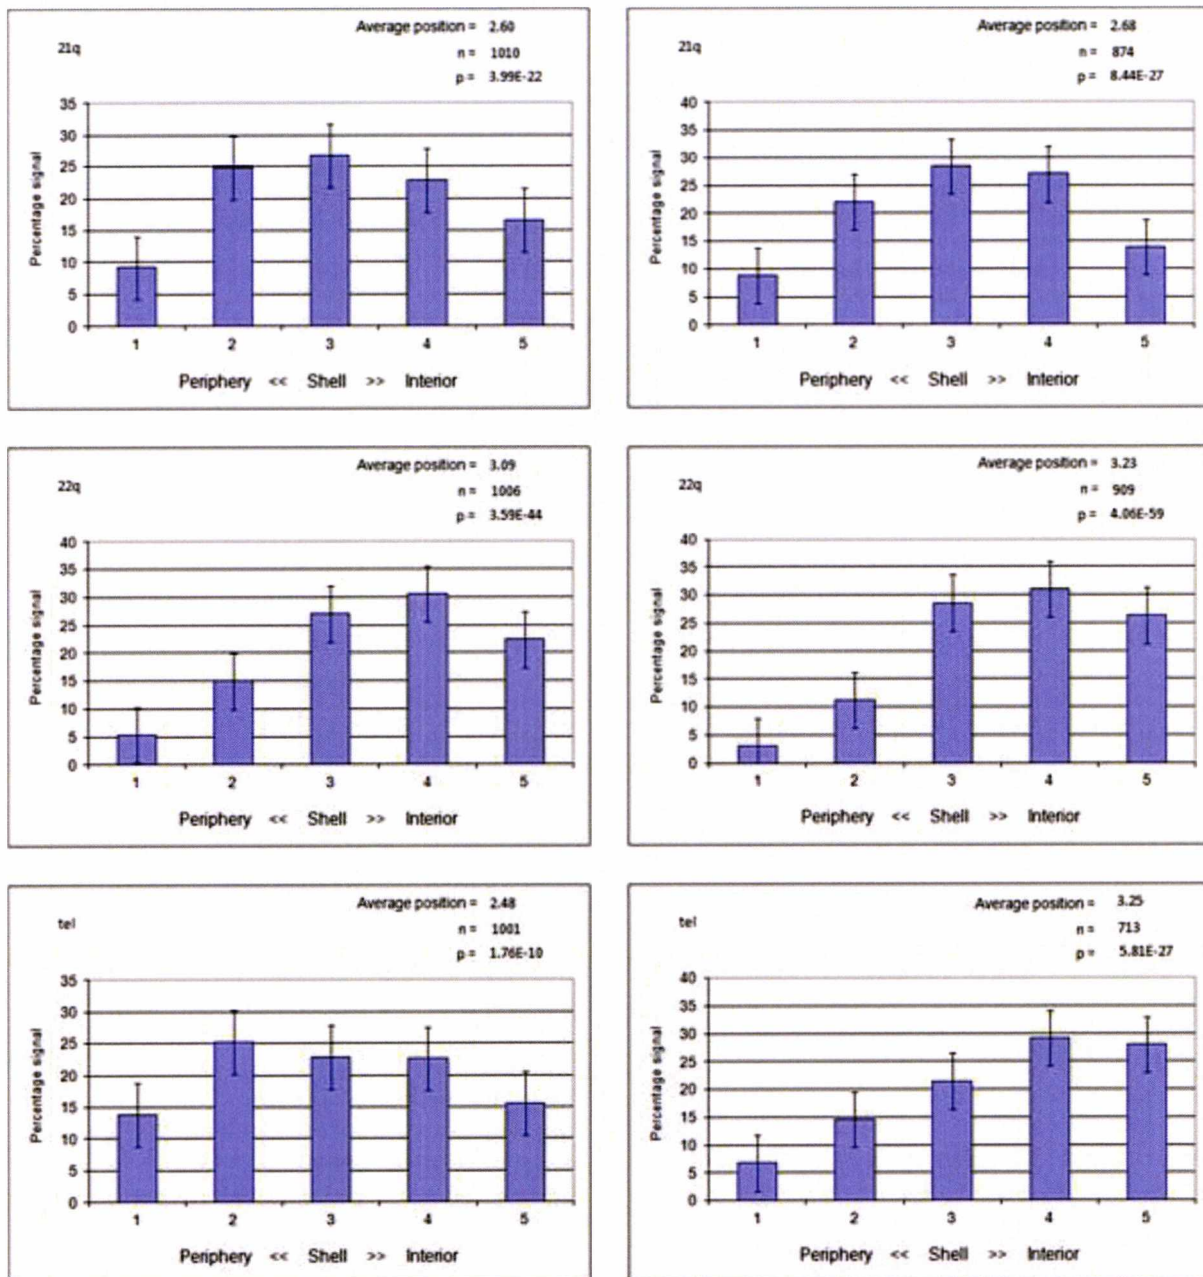 Average position = 2.60
21q
n = 1010
p = 3.99E-22
35
30
25
20
15
10
5
0
Percentage signal
1 2 3 4 5
Periphery << Shell >> Interior
Average position = 2.68
21q
n = 874
p = 8.44E-27
40
35
30
25
20
15
10
5
0
Percentage signal
1 2 3 4 5
Periphery << Shell >> Interior
Average position = 3.09
22q
n = 1006
p = 3.59E-44
40
35
30
25
20
15
10
5
0
Percentage signal
1 2 3 4 5
Periphery << Shell >> Interior
Average position = 3.23
22q
n = 909
p = 4.06E-59
40
35
30
25
20
15
10
5
0
Percentage signal
1 2 3 4 5
Periphery << Shell >> Interior
Average position = 2.48
tel
n = 1001
p = 1.76E-10
35
30
25
20
15
10
5
0
Percentage signal
1 2 3 4 5
Periphery << Shell >> Interior
Average position = 3.25
tel
n = 713
p = 5.81E-27
40
35
30
25
20
15
10
5
0
Percentage signal
1 2 3 4 5
Periphery << Shell >> Interior